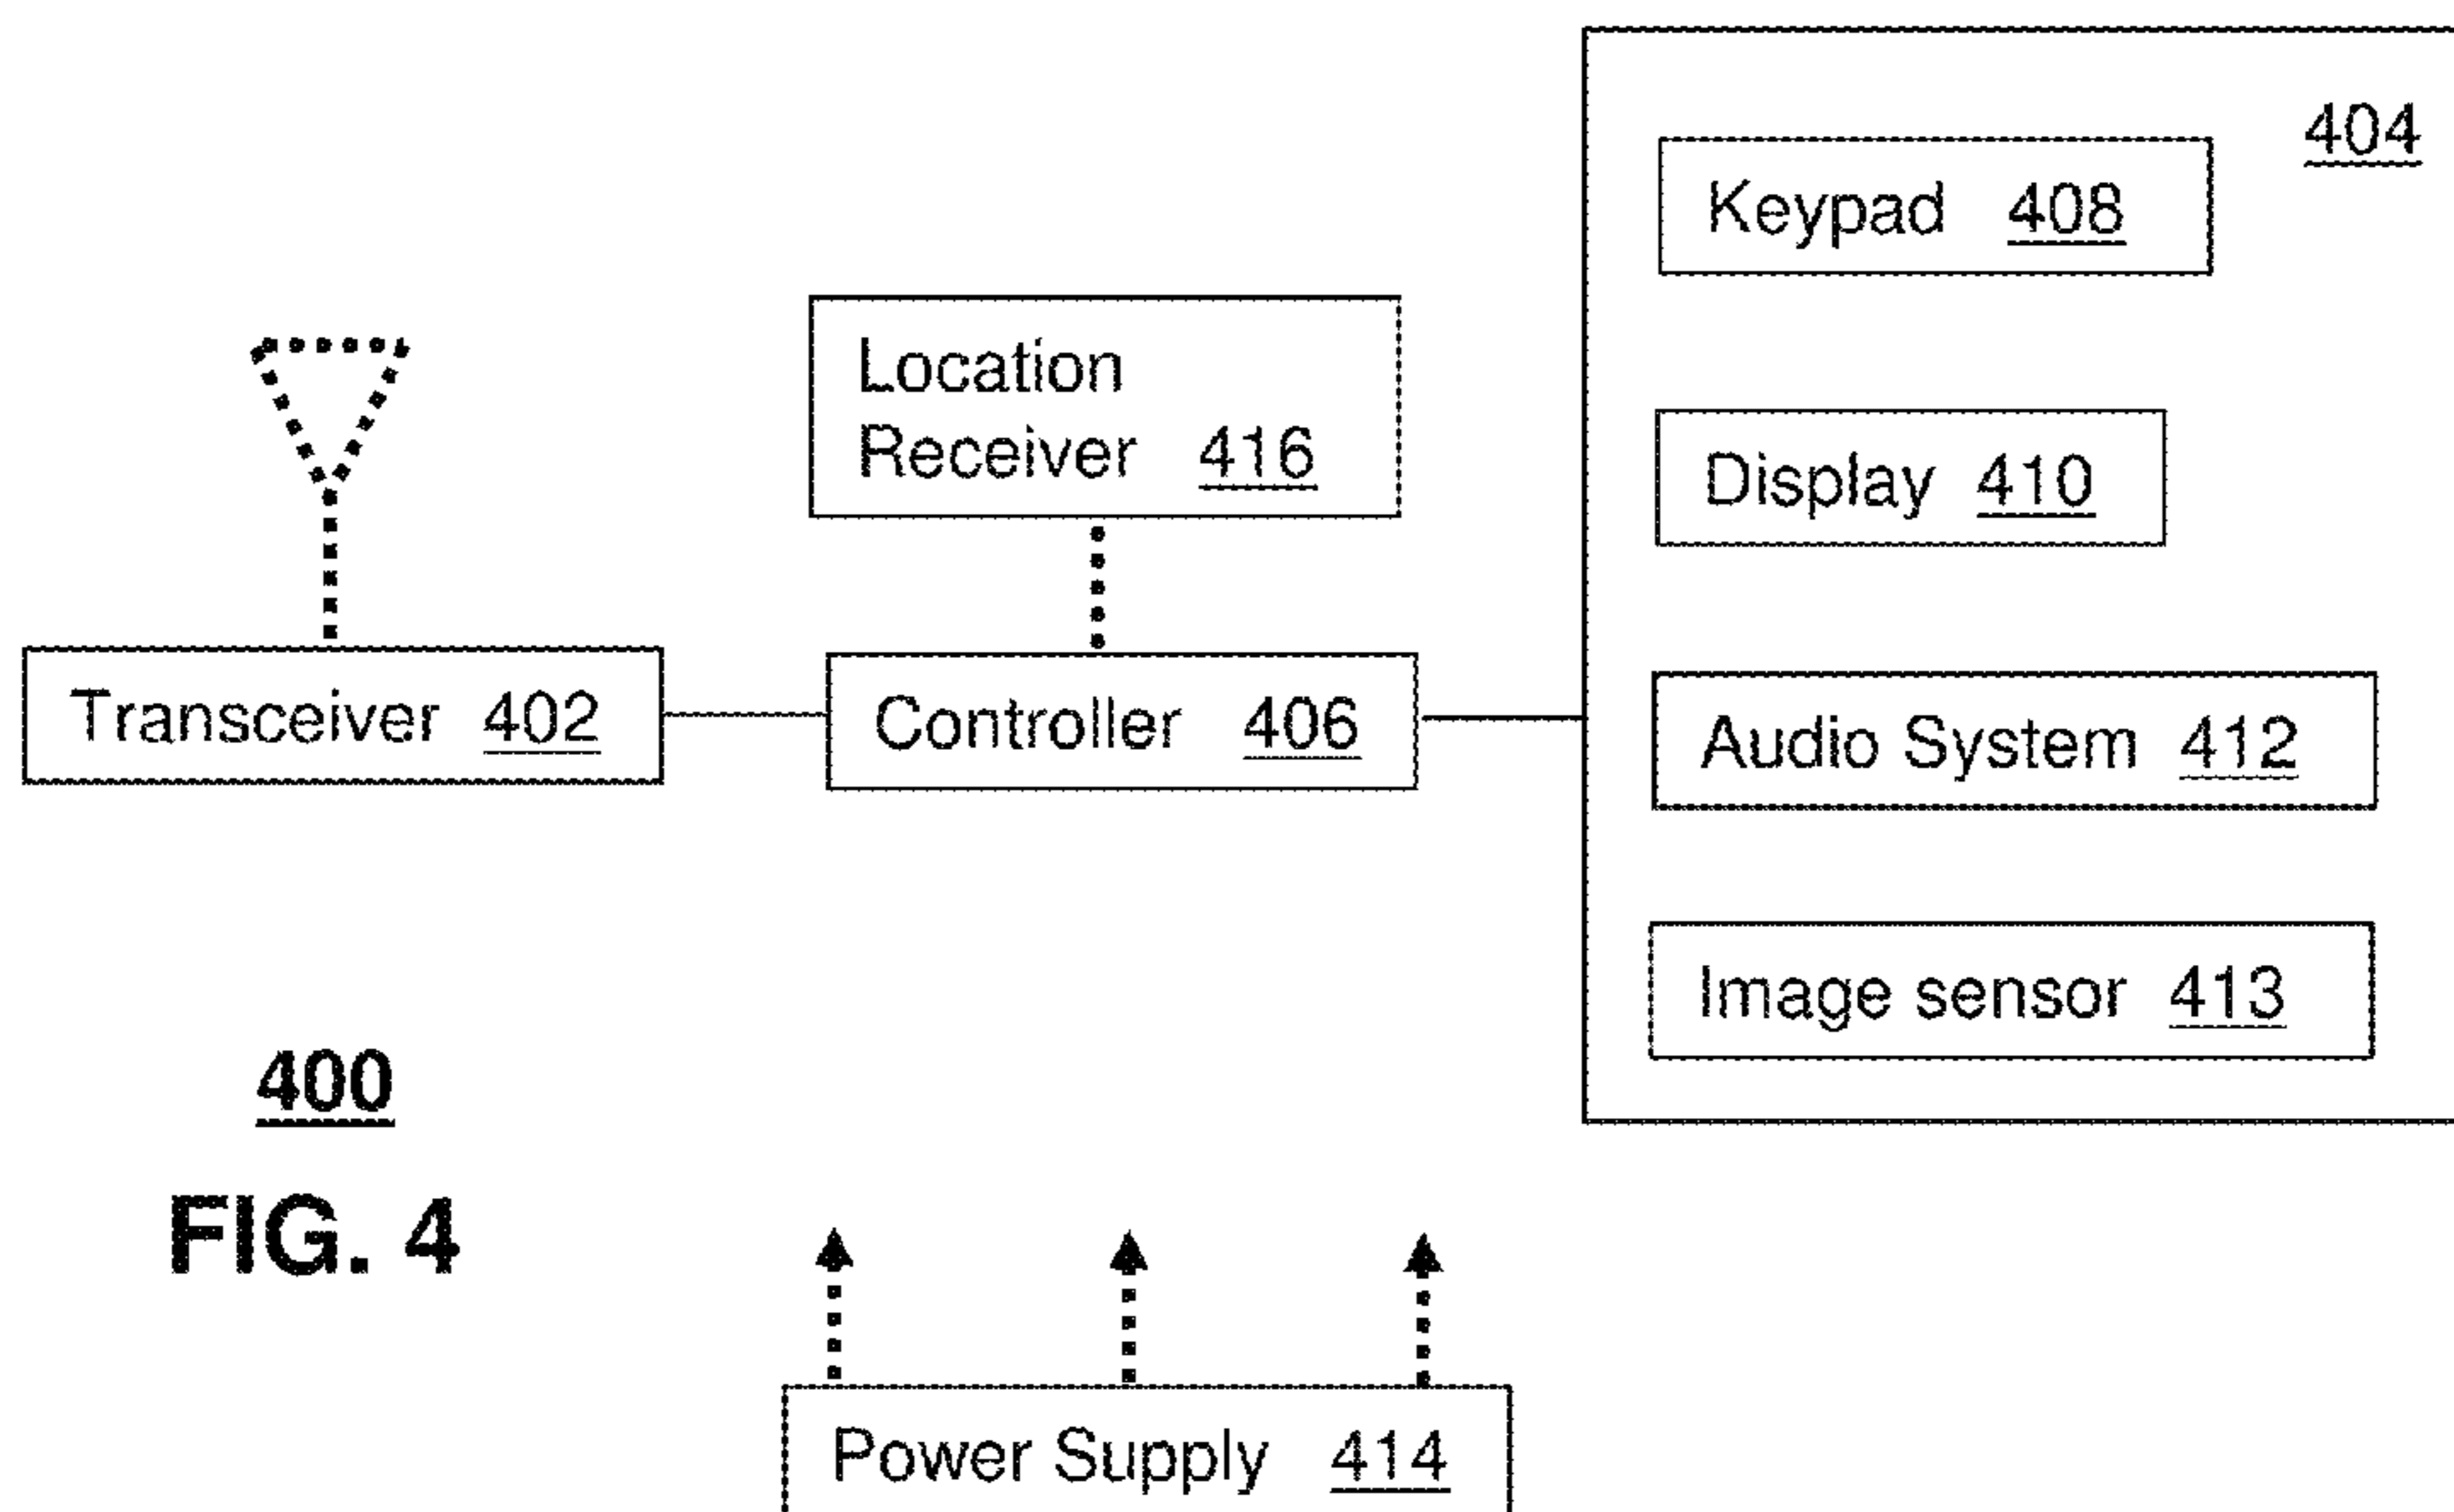 404
Keypad 408
Location
Receiver 416
Display 410
Transceiver 402
Controller 406
Audio System 412
Image sensor 413
400
FIG. 4
Power Supply 414